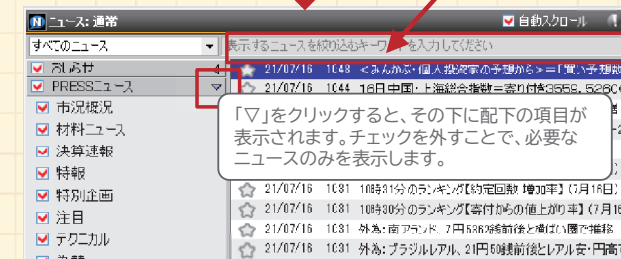 ニュース: 通常
自動スクロール
すべてのニュース
表示するニュースを絞り込むキーワードを入力してください
おしらせ 4
21/07/16 1048 <みんかぶ・個人投資家の予想から>=「買い予想数
PRESSニュース ▽
21/07/16 1044 16日中国・上海総合指数=寄り付き3559.5260
市況概況
材料ニュース
決算速報
特報
特別企画
注目
テクニカル
「▽」をクリックすると、その下に配下の項目が
表示されます。チェックを外すことで、必要な
ニュースのみを表示します。
21/07/16 1031 10時31分のランキング【約定回数 増加率】 (7月16日)
21/07/16 1031 10時30分のランキング【寄付からの値上がり率】 (7月16
21/07/16 1031 外為:南アランド、7円5862銭前後と横ばい圏で推移
21/07/16 1031 外為:ブラジルレアル、21円50銭前後とレアル安・円高